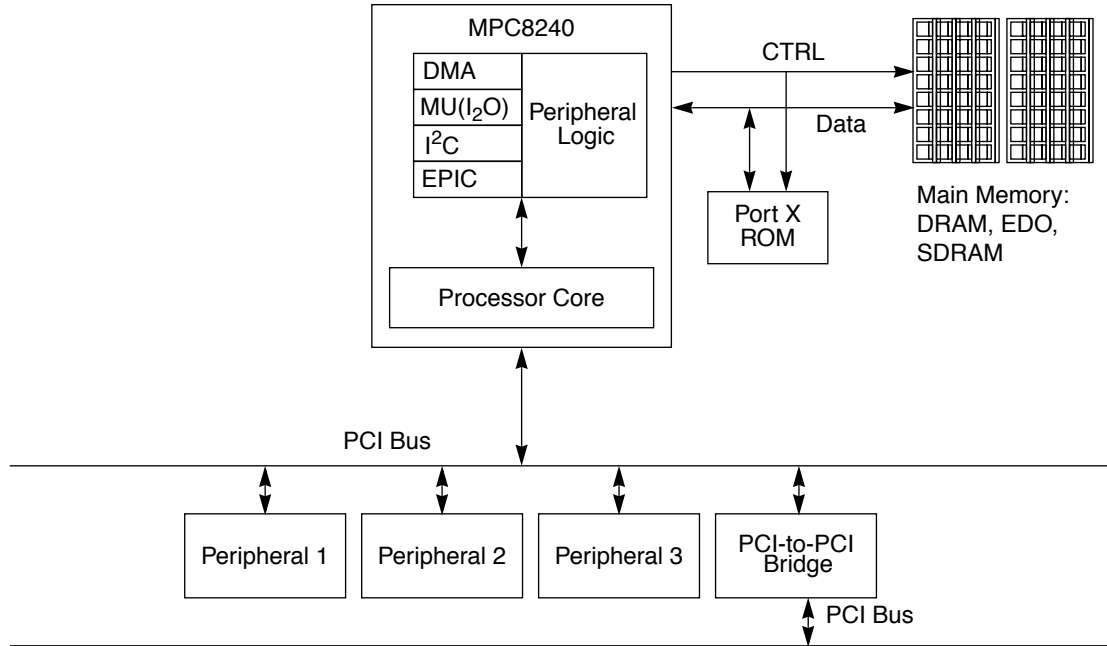 MPC8240
DMA
MU(I₂O)
I²C
EPIC
Peripheral
Logic
CTRL
Data
Port X
ROM
Main Memory:
DRAM, EDO,
SDRAM
Processor Core
PCI Bus
Peripheral 1
Peripheral 2
Peripheral 3
PCI-to-PCI
Bridge
PCI Bus